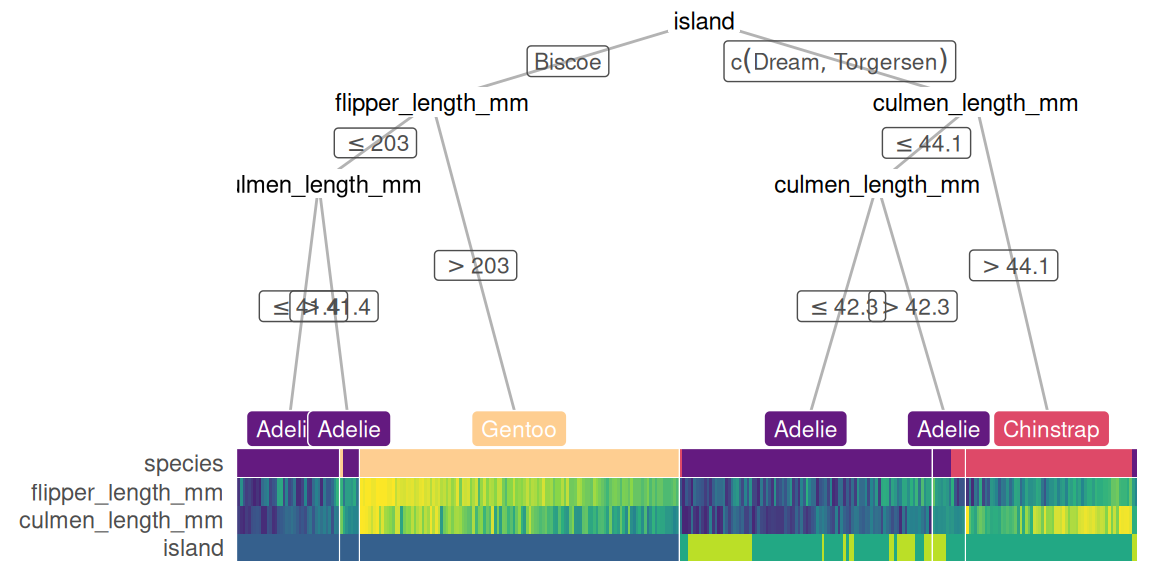 island
Biscoe
c(Dream, Torgersen)
flipper_length_mm
culmen_length_mm
≤ 203
≤ 44.1
ulmen_length_mm
culmen_length_mm
> 203
> 44.1
≤ 41.4
> 41.4
≤ 42.3
> 42.3
Adeli
Adelie
Gentoo
Adelie
Adelie
Chinstrap
species
flipper_length_mm
culmen_length_mm
island